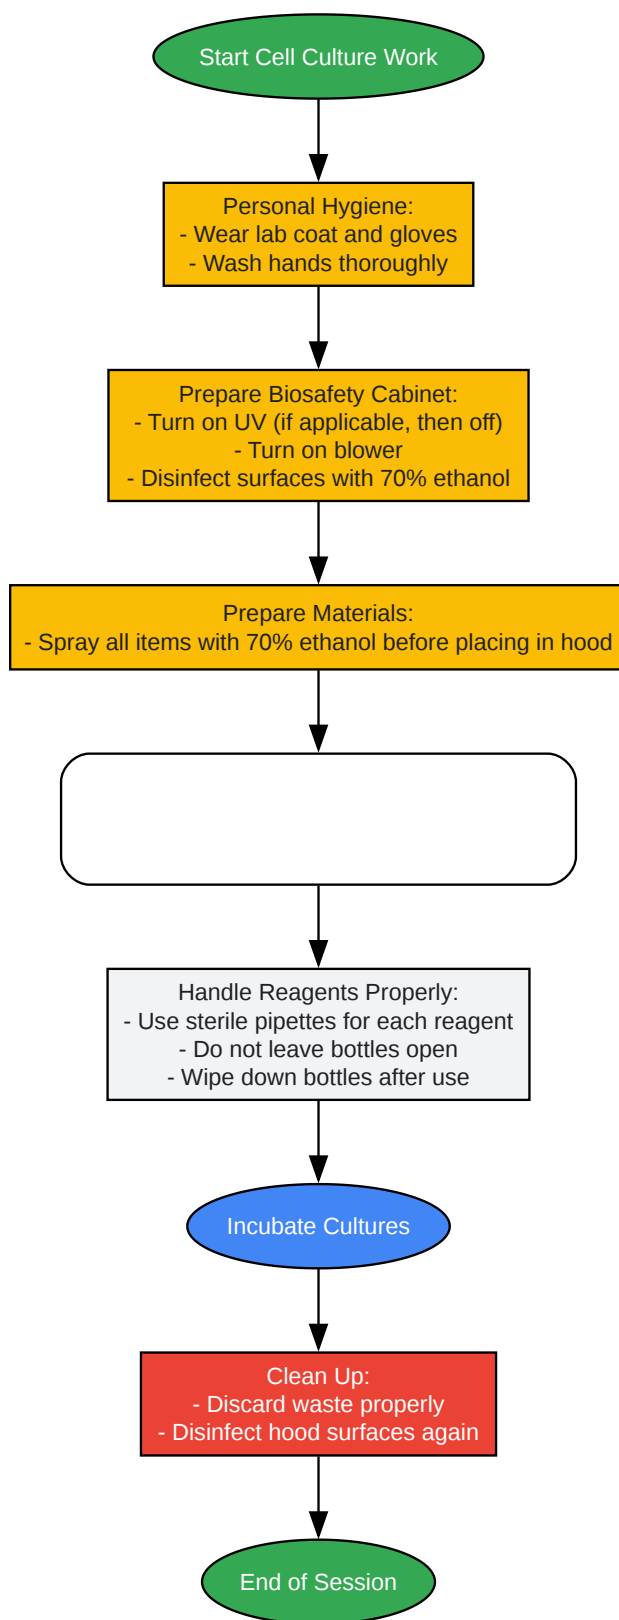 Start Cell Culture Work
Personal Hygiene:
- Wear lab coat and gloves
- Wash hands thoroughly
Prepare Biosafety Cabinet:
- Turn on UV (if applicable, then off)
- Turn on blower
- Disinfect surfaces with 70% ethanol
Prepare Materials:
- Spray all items with 70% ethanol before placing in hood
Handle Reagents Properly:
- Use sterile pipettes for each reagent
- Do not leave bottles open
- Wipe down bottles after use
Incubate Cultures
Clean Up:
- Discard waste properly
- Disinfect hood surfaces again
End of Session